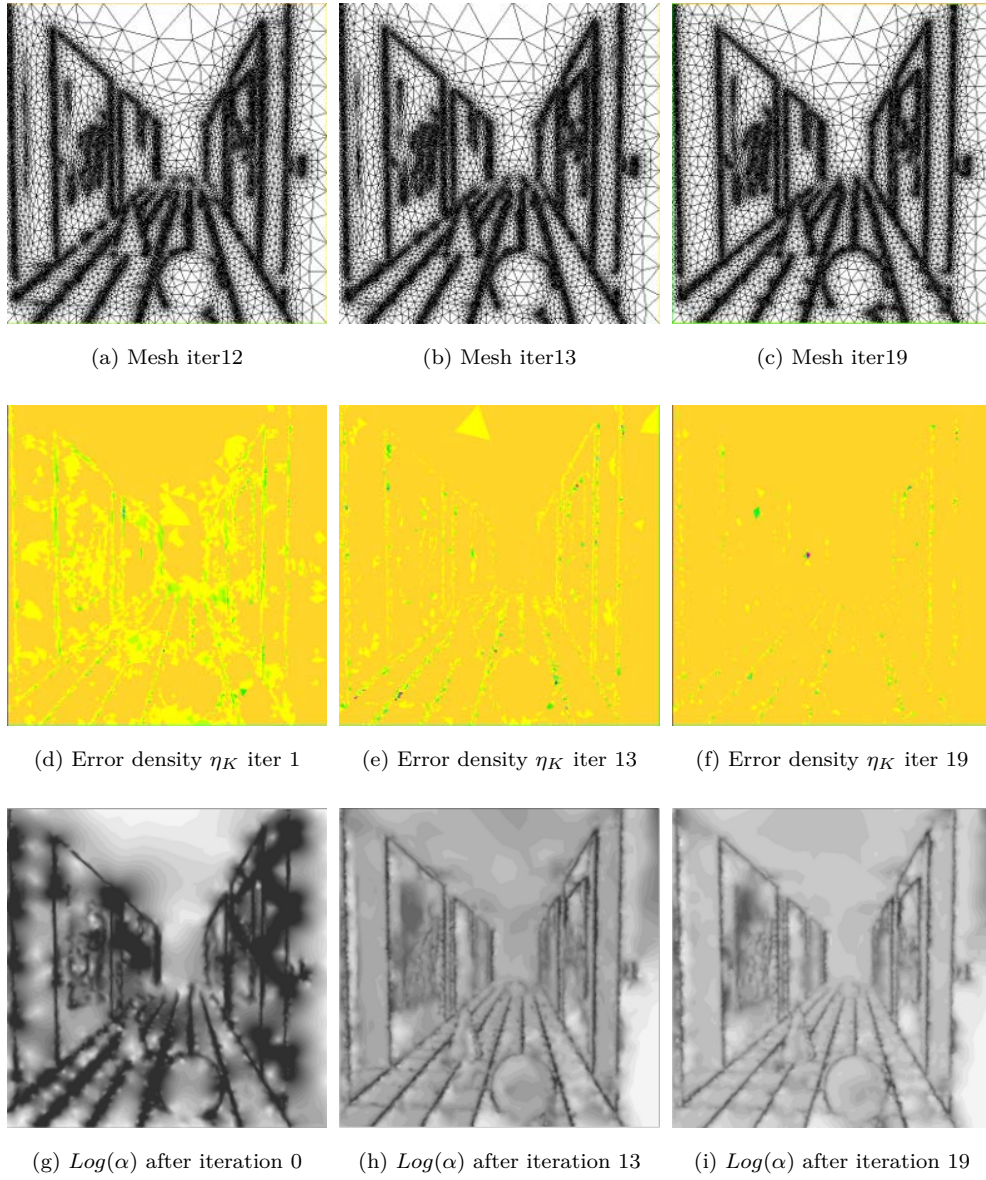 (a) Mesh iter12
(b) Mesh iter13
(c) Mesh iter19
(d) Error density η_K iter 1
(e) Error density η_K iter 13
(f) Error density η_K iter 19
(g) Log(α) after iteration 0
(h) Log(α) after iteration 13
(i) Log(α) after iteration 19